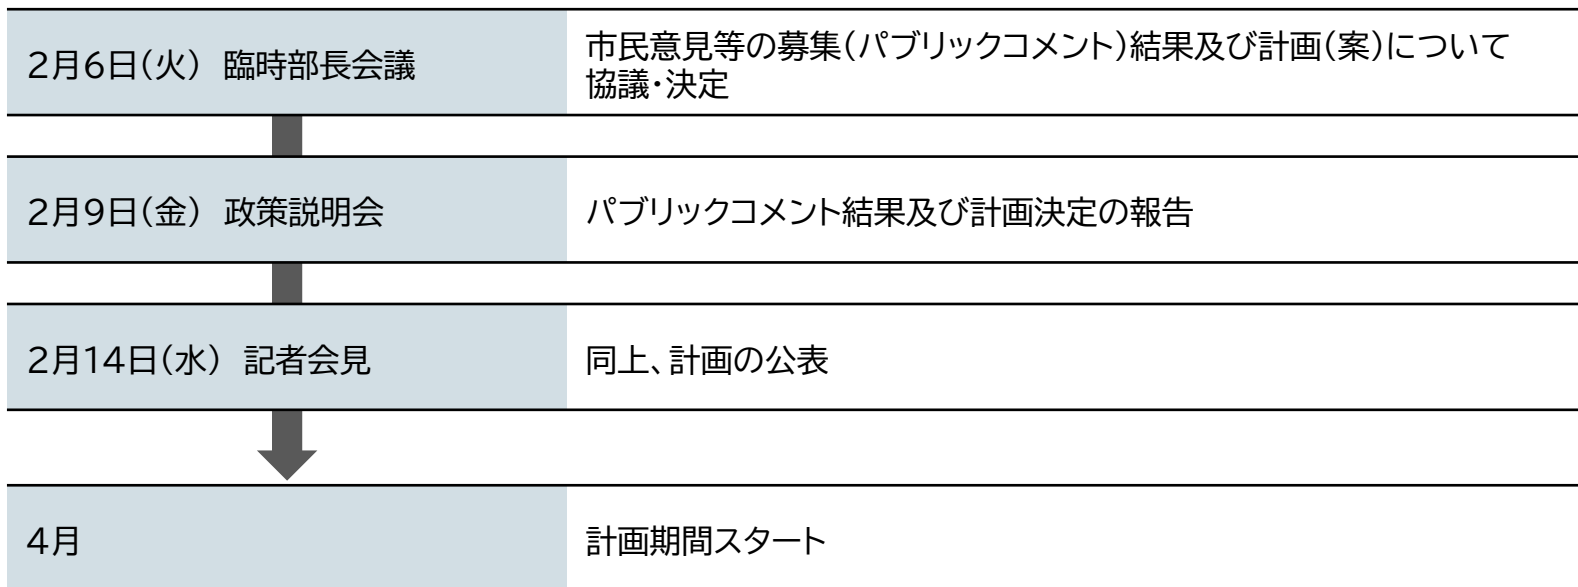 2月6日(火) 臨時部長会議
市民意見等の募集(パブリックコメント)結果及び計画(案)について
協議・決定
2月9日(金) 政策説明会
パブリックコメント結果及び計画決定の報告
2月14日(水) 記者会見
同上、計画の公表
4月
計画期間スタート